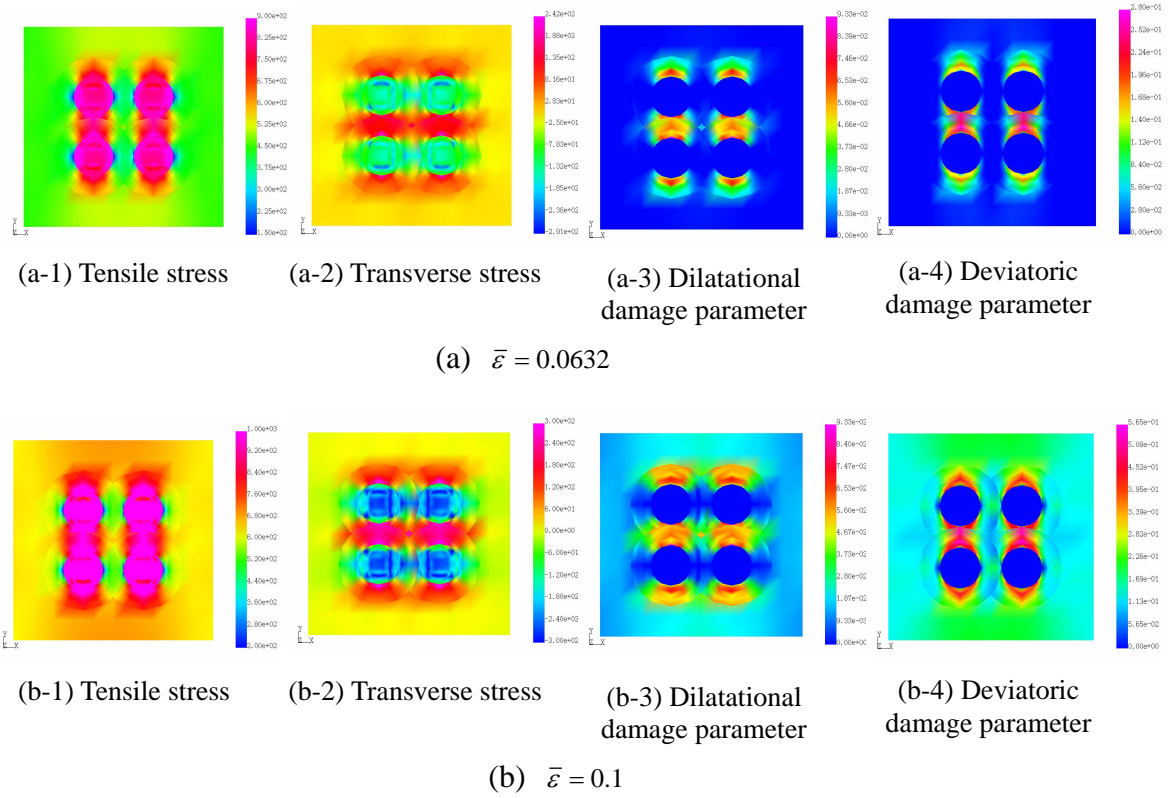 9.00e+02
8.25e+02
7.50e+02
6.75e+02
6.00e+02
5.25e+02
4.50e+02
3.75e+02
3.00e+02
2.25e+02
1.50e+02
Y
Z X
(a-1) Tensile stress
2.42e+02
1.88e+02
1.35e+02
8.16e+01
2.83e+01
-2.50e+01
-7.83e+01
-1.32e+02
-1.85e+02
-2.38e+02
-2.91e+02
Y
Z X
(a-2) Transverse stress
9.33e-02
8.40e-02
7.47e-02
6.53e-02
5.60e-02
4.66e-02
3.73e-02
2.80e-02
1.87e-02
9.33e-03
0.00e+00
Y
Z X
(a-3) Dilatational
damage parameter
2.80e-01
2.52e-01
2.24e-01
1.96e-01
1.68e-01
1.40e-01
1.12e-01
8.40e-02
5.60e-02
2.80e-02
0.00e+00
Y
Z X
(a-4) Deviatoric
damage parameter
(a) ε̅ = 0.0632
1.00e+03
9.20e+02
8.40e+02
7.60e+02
6.80e+02
6.00e+02
5.20e+02
4.40e+02
3.60e+02
2.80e+02
2.00e+02
Y
Z X
(b-1) Tensile stress
3.00e+02
2.40e+02
1.80e+02
1.20e+02
6.00e+01
0.00e+00
-6.00e+01
-1.20e+02
-1.80e+02
-2.40e+02
-3.00e+02
Y
Z X
(b-2) Transverse stress
9.33e-02
8.40e-02
7.47e-02
6.53e-02
5.60e-02
4.67e-02
3.73e-02
2.80e-02
1.87e-02
9.33e-03
0.00e+00
Y
Z X
(b-3) Dilatational
damage parameter
5.65e-01
5.08e-01
4.52e-01
3.95e-01
3.39e-01
2.82e-01
2.26e-01
1.69e-01
1.13e-01
5.65e-02
0.00e+00
Y
Z X
(b-4) Deviatoric
damage parameter
(b) ε̅ = 0.1